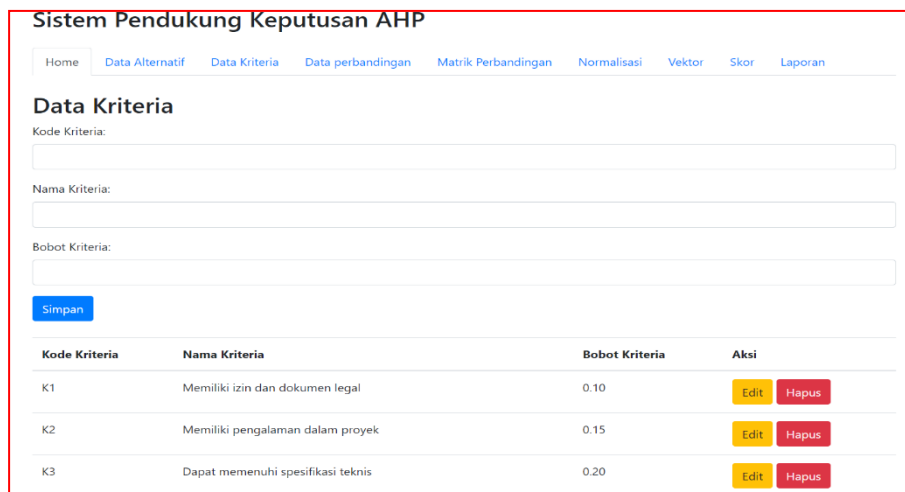 Sistem Pendukung Keputusan AHP
Home Data Alternatif Data Kriteria Data perbandingan Matrik Perbandingan Normalisasi Vektor Skor Laporan
Data Kriteria
Kode Kriteria:
Nama Kriteria:
Bobot Kriteria:
Simpan
Kode Kriteria Nama Kriteria Bobot Kriteria Aksi
K1 Memiliki izin dan dokumen legal 0.10 Edit Hapus
K2 Memiliki pengalaman dalam proyek 0.15 Edit Hapus
K3 Dapat memenuhi spesifikasi teknis 0.20 Edit Hapus